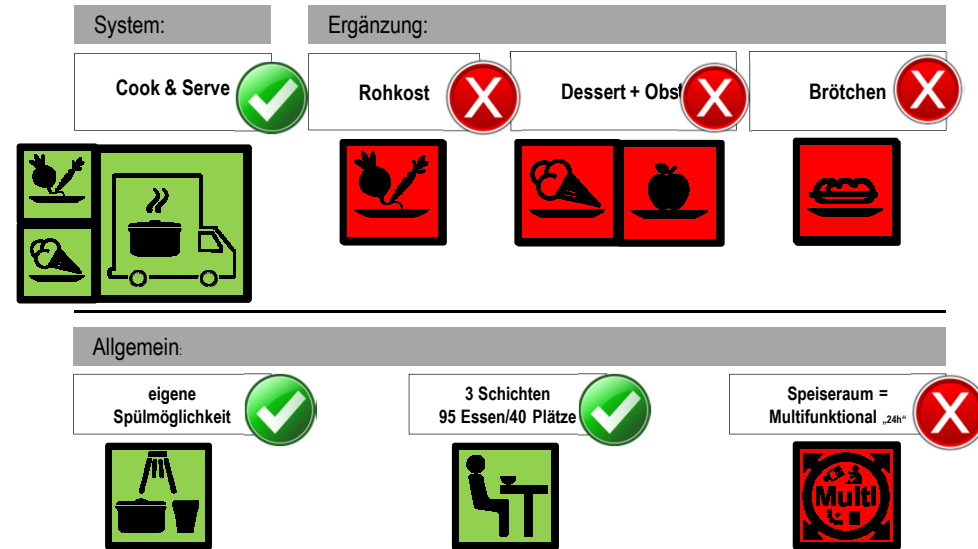 System:
Ergänzung:
Cook & Serve
Rohkost
Dessert + Obst
Brötchen
Allgemein:
eigene
Spülmöglichkeit
3 Schichten
95 Essen/40 Plätze
Speiseraum =
Multifunktional „24h“
Multi